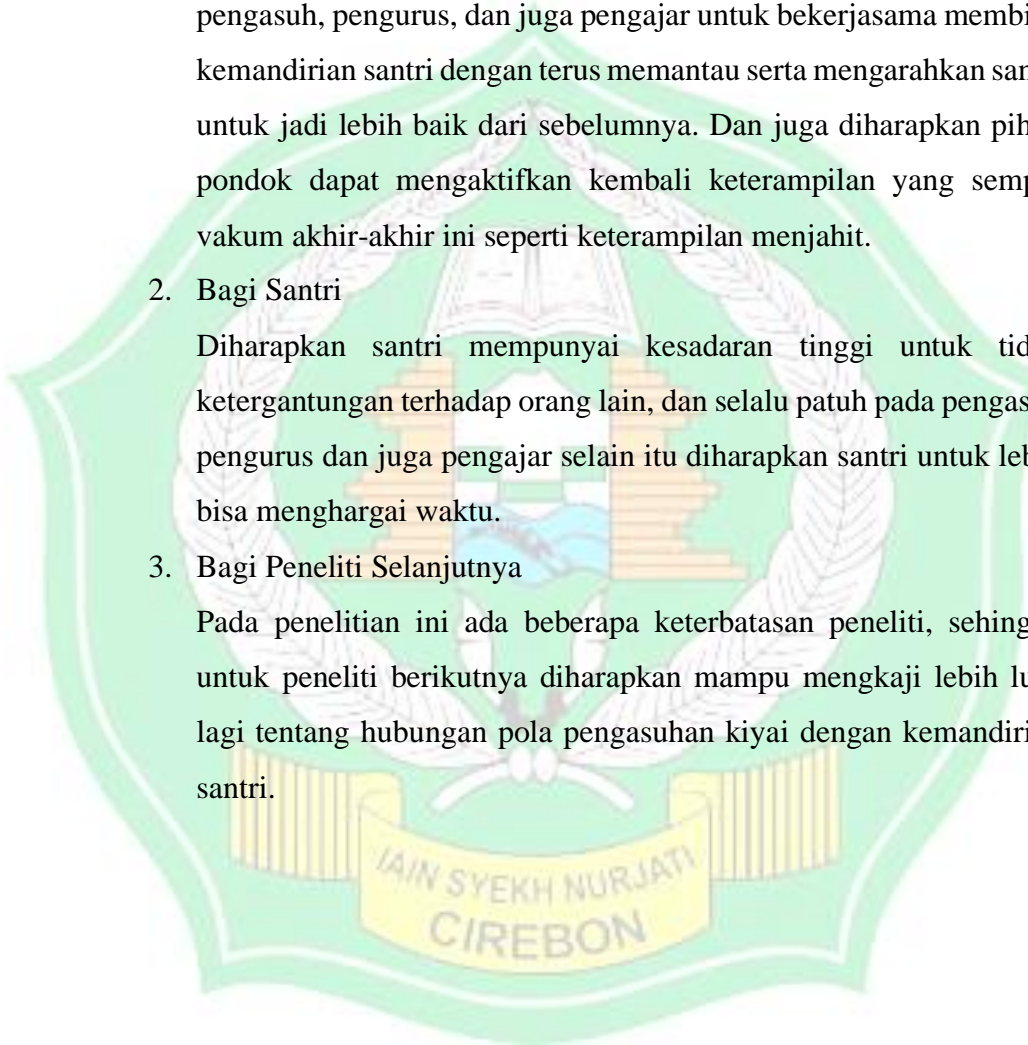 pengasuh, pengurus, dan juga pengajar untuk bekerjasama membi
kemandirian santri dengan terus memantau serta mengarahkan san
untuk jadi lebih baik dari sebelumnya. Dan juga diharapkan pih
pondok dapat mengaktifkan kembali keterampilan yang semp
vakum akhir-akhir ini seperti keterampilan menjahit.
2. Bagi Santri
Diharapkan santri mempunyai kesadaran tinggi untuk tid
ketergantungan terhadap orang lain, dan selalu patuh pada pengas
pengurus dan juga pengajar selain itu diharapkan santri untuk leb
bisa menghargai waktu.
3. Bagi Peneliti Selanjutnya
Pada penelitian ini ada beberapa keterbatasan peneliti, sehing
untuk peneliti berikutnya diharapkan mampu mengkaji lebih lu
lagi tentang hubungan pola pengasuhan kiyai dengan kemandiri
santri.
IAIN SYEKH NURJATI
CIREBON